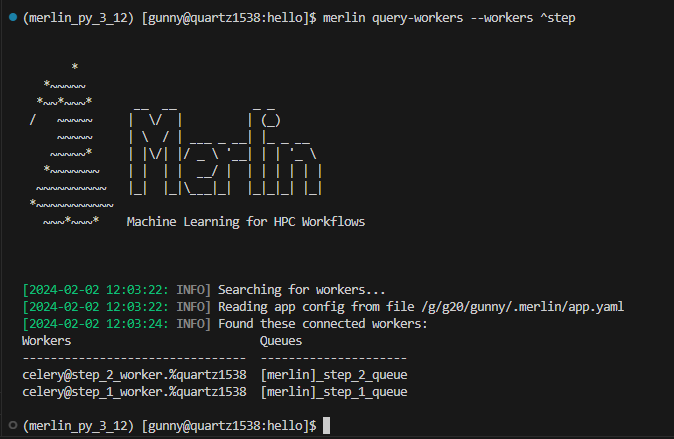 (merlin_py_3_12) [gunny@quartz1538:hello]$ merlin query-workers --workers ^step
Merlin
Machine Learning for HPC Workflows
[2024-02-02 12:03:22: INFO] Searching for workers...
[2024-02-02 12:03:22: INFO] Reading app config from file /g/g20/gunny/.merlin/app.yaml
[2024-02-02 12:03:24: INFO] Found these connected workers:
Workers Queues
------------------------------- --------------------
celery@step_2_worker.%quartz1538 [merlin]_step_2_queue
celery@step_1_worker.%quartz1538 [merlin]_step_1_queue
(merlin_py_3_12) [gunny@quartz1538:hello]$